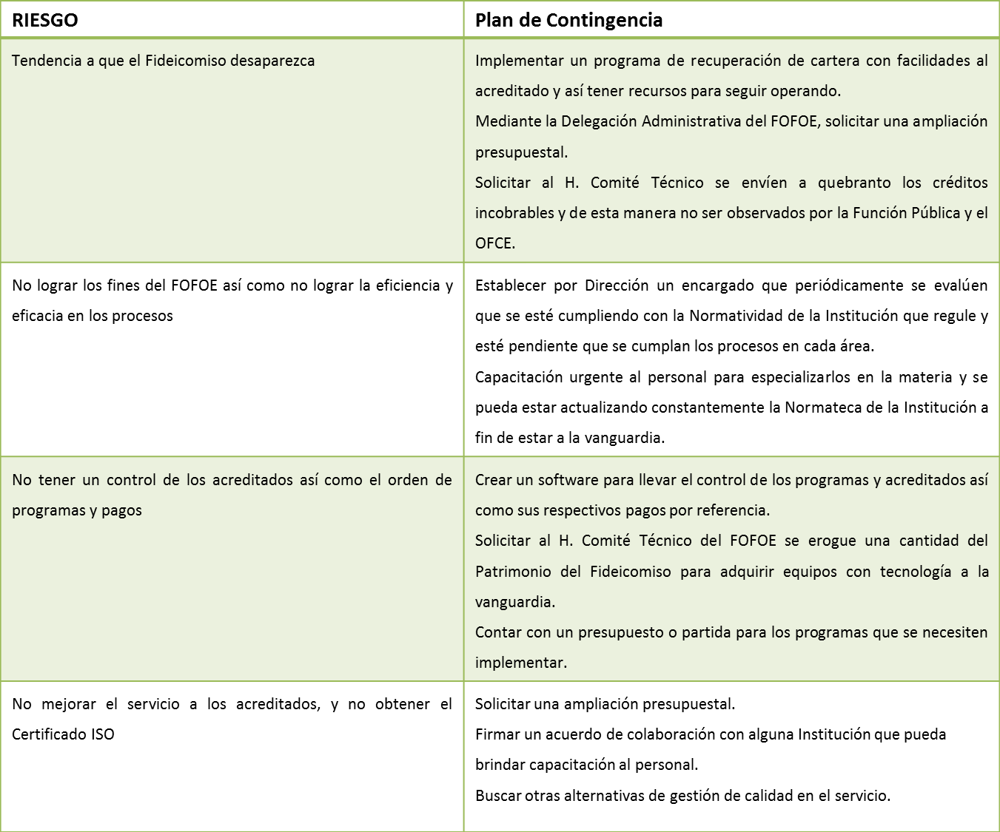 RIESGO
Plan de Contingencia
Tendencia a que el Fideicomiso desaparezca
Implementar un programa de recuperación de cartera con facilidades al
acreditado y así tener recursos para seguir operando.
Mediante la Delegación Administrativa del FOFOE, solicitar una ampliación
presupuestal.
Solicitar al H. Comité Técnico se envíen a quebranto los créditos
incobrables y de esta manera no ser observados por la Función Pública y el
OFCE.
No lograr los fines del FOFOE así como no lograr la eficiencia y
eficacia en los procesos
Establecer por Dirección un encargado que periódicamente se evalúen
que se esté cumpliendo con la Normatividad de la Institución que regule y
esté pendiente que se cumplan los procesos en cada área.
Capacitación urgente al personal para especializarlos en la materia y se
pueda estar actualizando constantemente la Normateca de la Institución a
fin de estar a la vanguardia.
No tener un control de los acreditados así como el orden de
programas y pagos
Crear un software para llevar el control de los programas y acreditados así
como sus respectivos pagos por referencia.
Solicitar al H. Comité Técnico del FOFOE se erogue una cantidad del
Patrimonio del Fideicomiso para adquirir equipos con tecnología a la
vanguardia.
Contar con un presupuesto o partida para los programas que se necesiten
implementar.
No mejorar el servicio a los acreditados, y no obtener el
Certificado ISO
Solicitar una ampliación presupuestal.
Firmar un acuerdo de colaboración con alguna Institución que pueda
brindar capacitación al personal.
Buscar otras alternativas de gestión de calidad en el servicio.